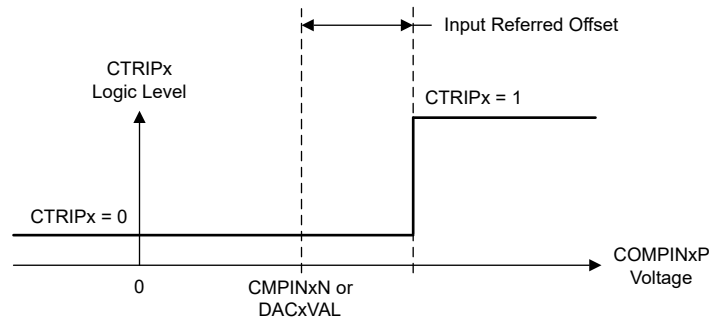 Input Referred Offset
CTRIPx
Logic Level
CTRIPx = 1
CTRIPx = 0
COMPINxP
Voltage
0
CMPINxN or
DACxVAL